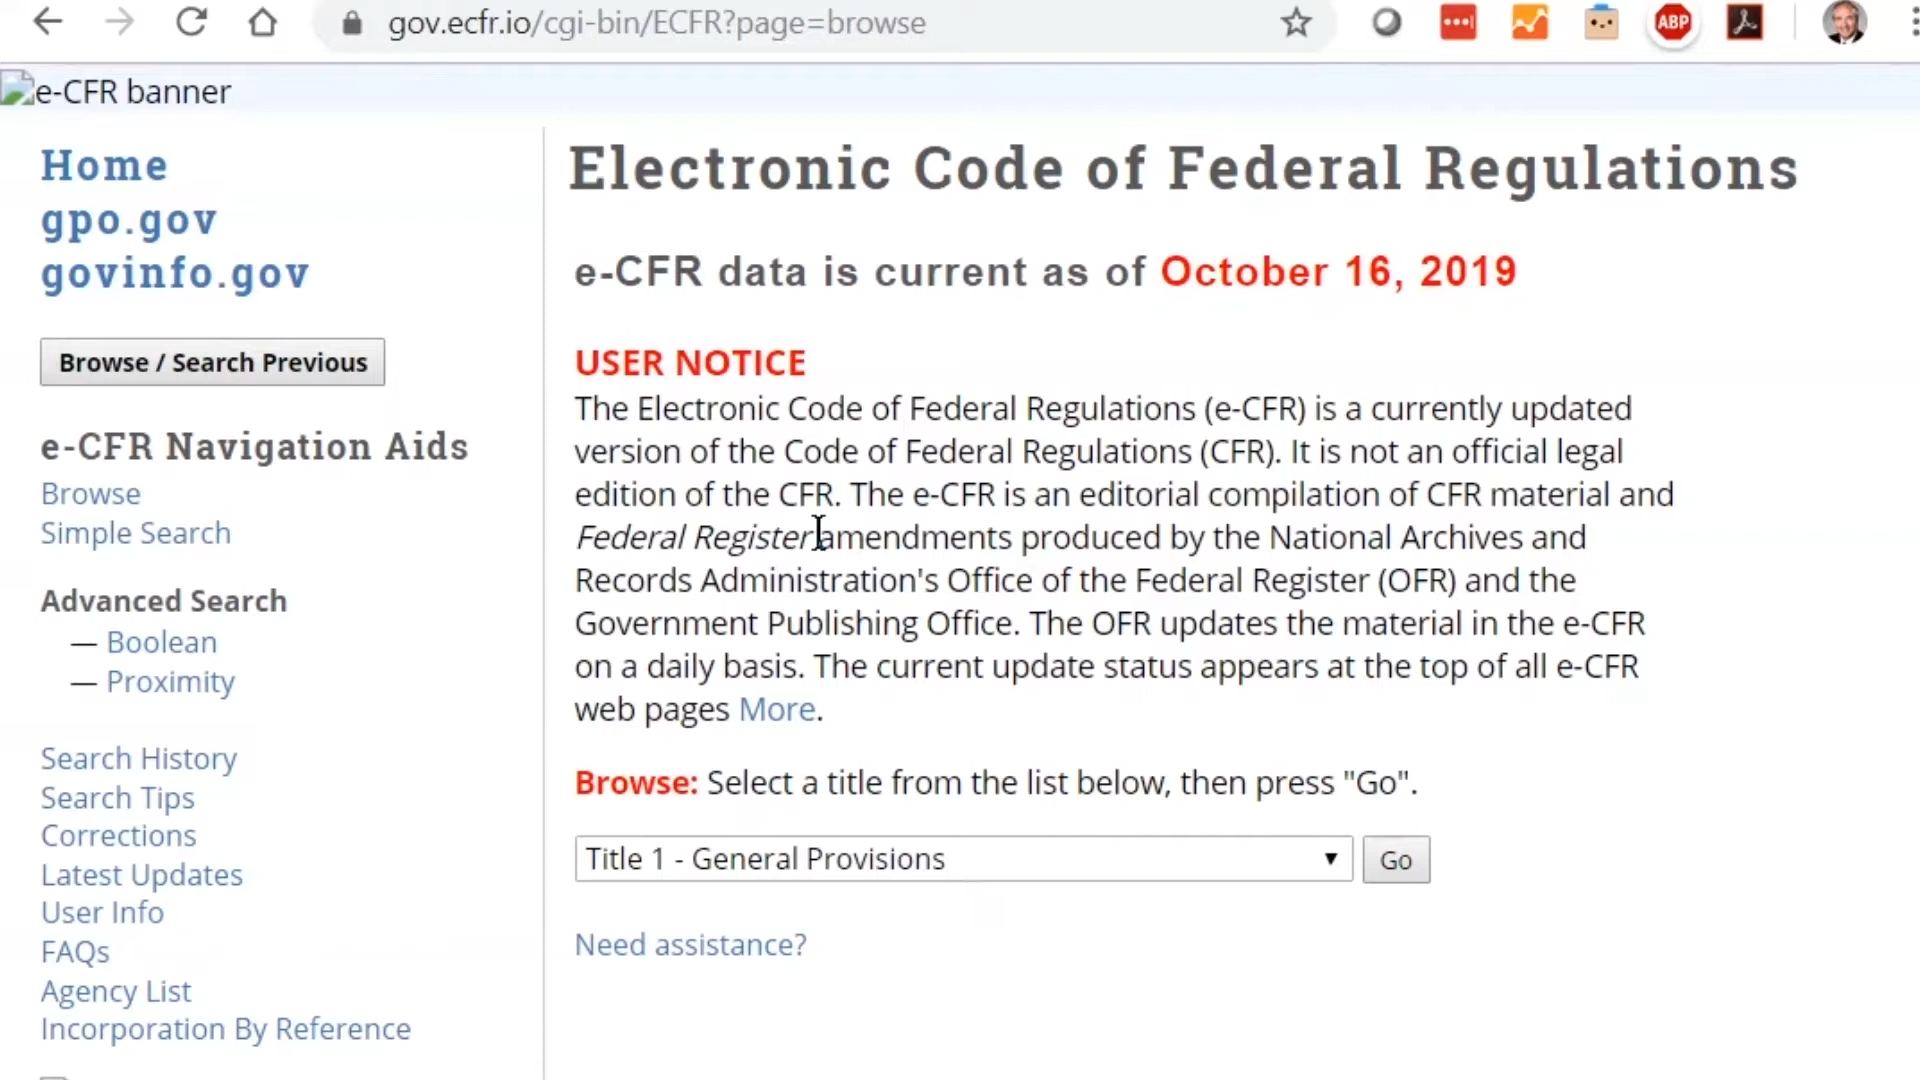 gov.ecfr.io/cgi-bin/ECFR?page=browse
ABP
e-CFR banner
Home
gpo.gov
govinfo.gov
Browse / Search Previous
e-CFR Navigation Aids
Browse
Simple Search
Advanced Search
— Boolean
— Proximity
Search History
Search Tips
Corrections
Latest Updates
User Info
FAQs
Agency List
Incorporation By Reference
Electronic Code of Federal Regulations
e-CFR data is current as of October 16, 2019
USER NOTICE
The Electronic Code of Federal Regulations (e-CFR) is a currently updated
version of the Code of Federal Regulations (CFR). It is not an official legal
edition of the CFR. The e-CFR is an editorial compilation of CFR material and
Federal Register amendments produced by the National Archives and
Records Administration's Office of the Federal Register (OFR) and the
Government Publishing Office. The OFR updates the material in the e-CFR
on a daily basis. The current update status appears at the top of all e-CFR
web pages More.
Browse: Select a title from the list below, then press "Go".
Title 1 - General Provisions
Go
Need assistance?